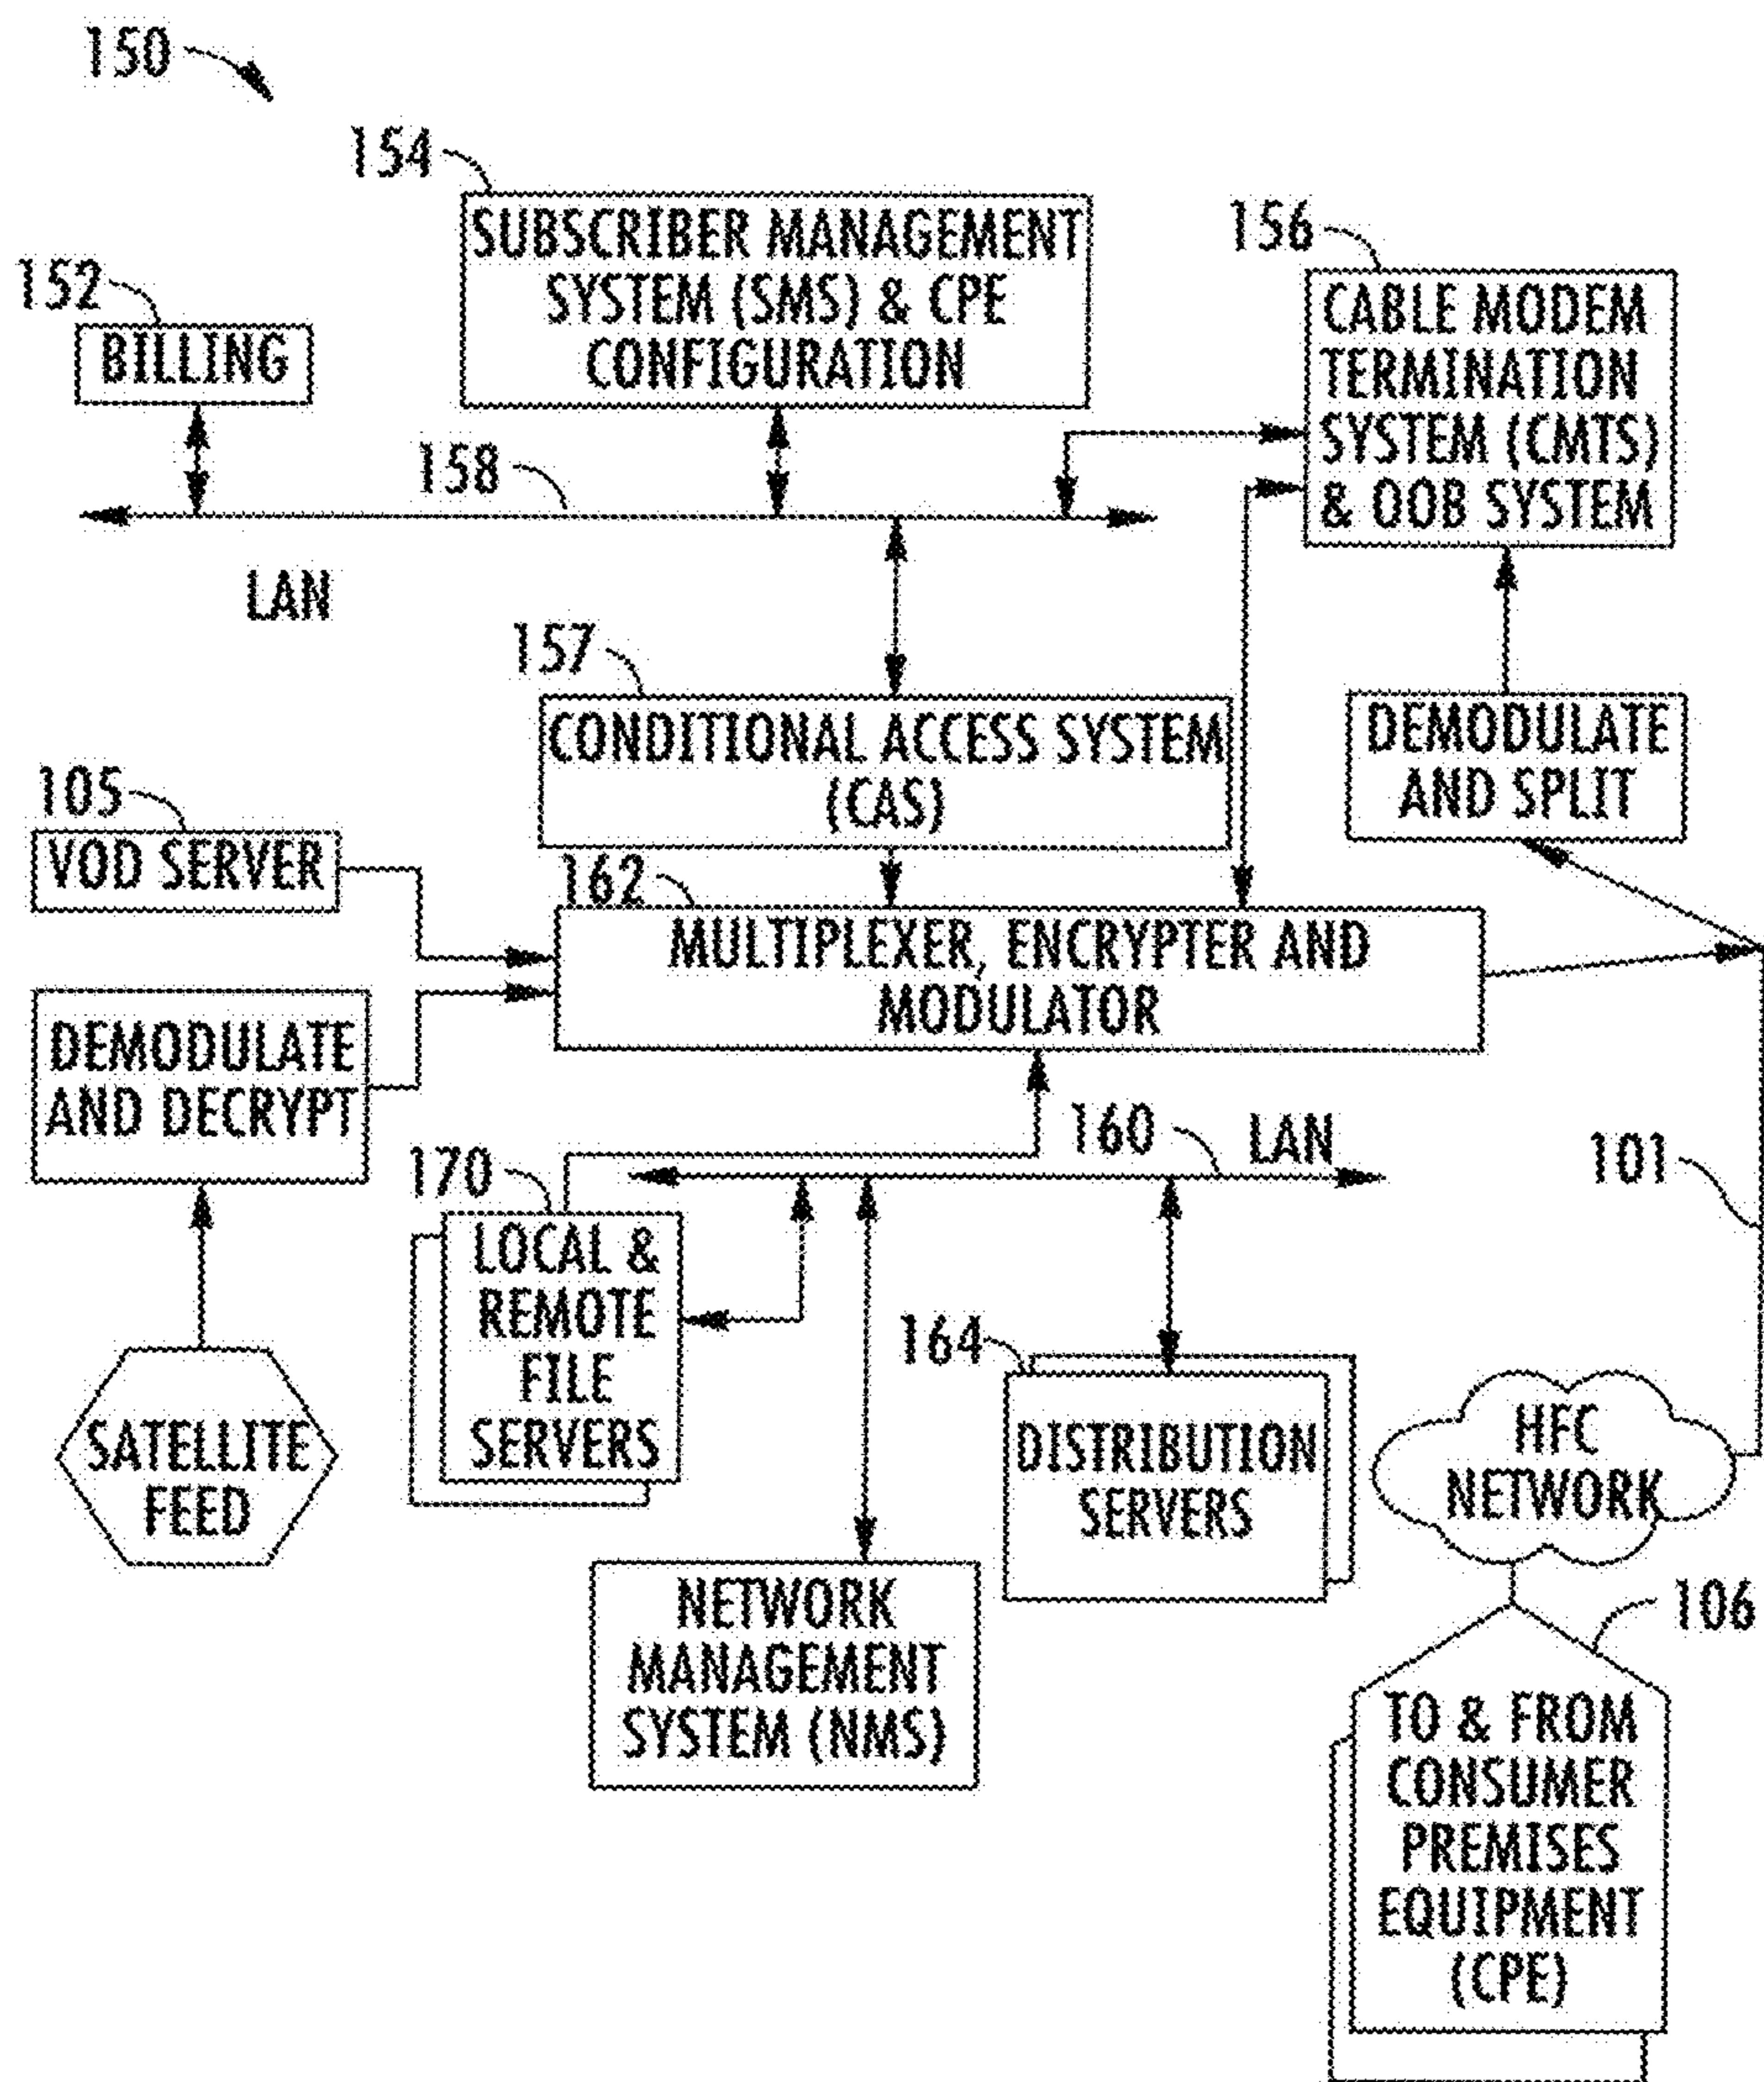 150
154
SUBSCRIBER MANAGEMENT
SYSTEM (SMS) & CPE
CONFIGURATION
156
CABLE MODEM
TERMINATION
SYSTEM (CMTS)
& OOB SYSTEM
152
BILLING
158
LAN
157
CONDITIONAL ACCESS SYSTEM
(CAS)
DEMODULATE
AND SPLIT
105
VOD SERVER
162
MULTIPLEXER, ENCRYPTER AND
MODULATOR
DEMODULATE
AND DECRYPT
160
LAN
101
170
LOCAL &
REMOTE
FILE
SERVERS
164
DISTRIBUTION
SERVERS
HFC
NETWORK
SATELLITE
FEED
NETWORK
MANAGEMENT
SYSTEM (NMS)
106
TO & FROM
CONSUMER
PREMISES
EQUIPMENT
(CPE)